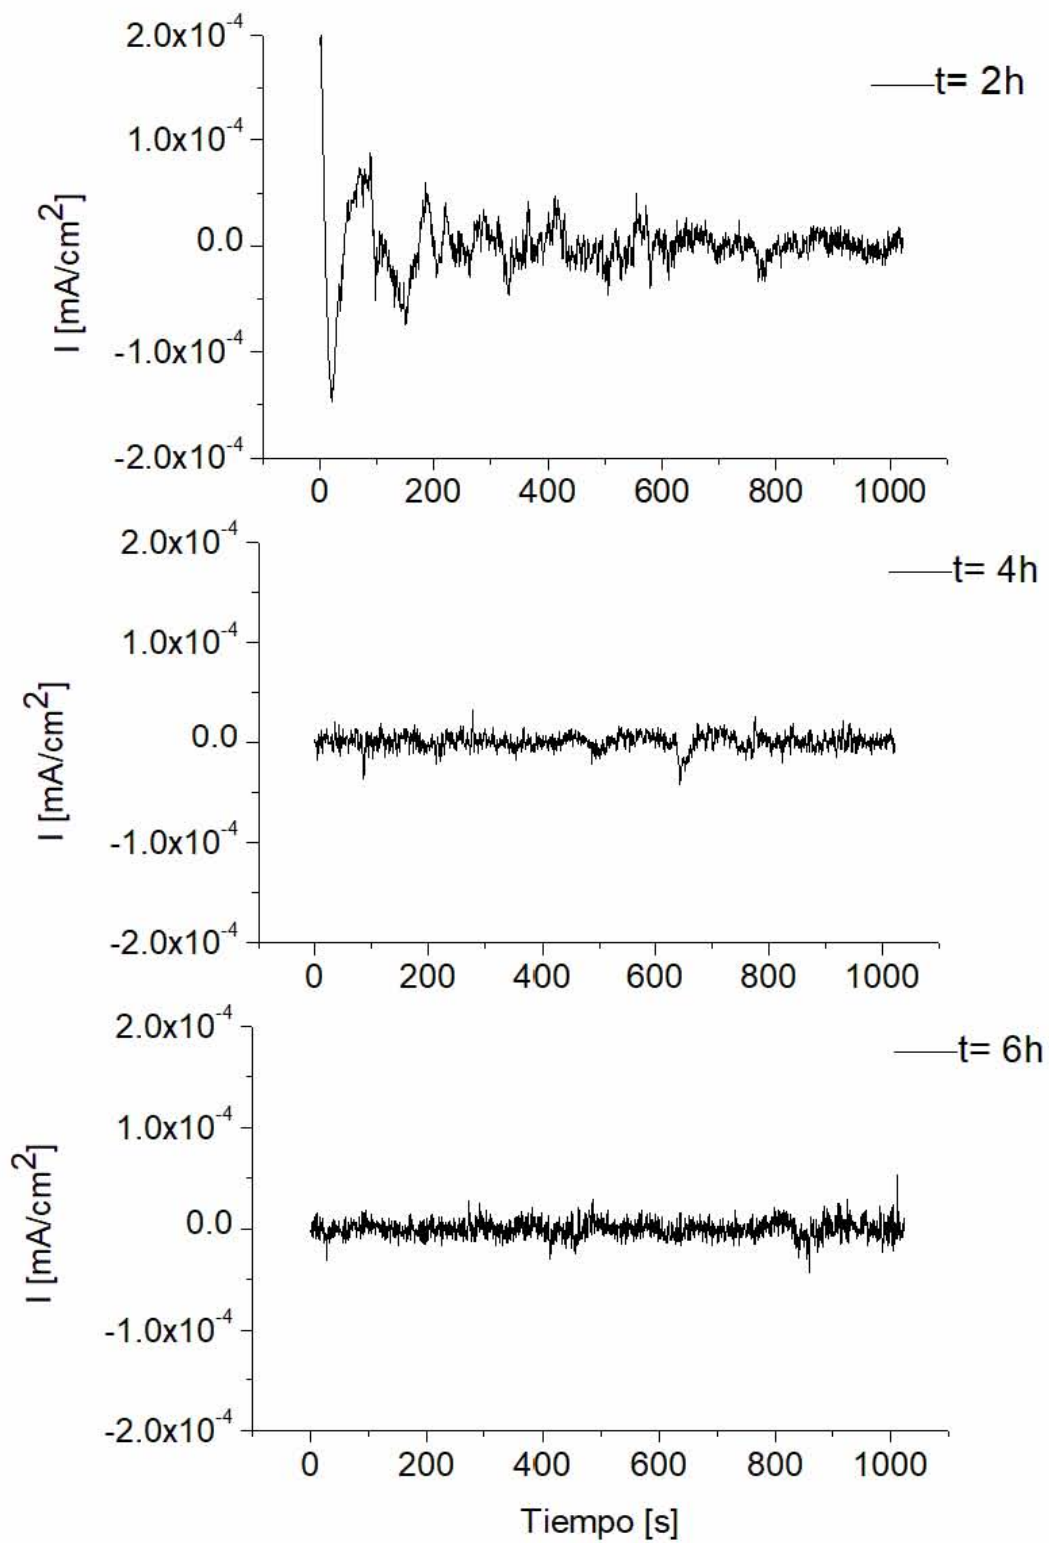 2.0x10⁻⁴
t= 2h
1.0x10⁻⁴
0.0
-1.0x10⁻⁴
-2.0x10⁻⁴
I [mA/cm²]
0 200 400 600 800 1000
2.0x10⁻⁴
t= 4h
1.0x10⁻⁴
0.0
-1.0x10⁻⁴
-2.0x10⁻⁴
I [mA/cm²]
0 200 400 600 800 1000
2.0x10⁻⁴
t= 6h
1.0x10⁻⁴
0.0
-1.0x10⁻⁴
-2.0x10⁻⁴
I [mA/cm²]
0 200 400 600 800 1000
Tiempo [s]